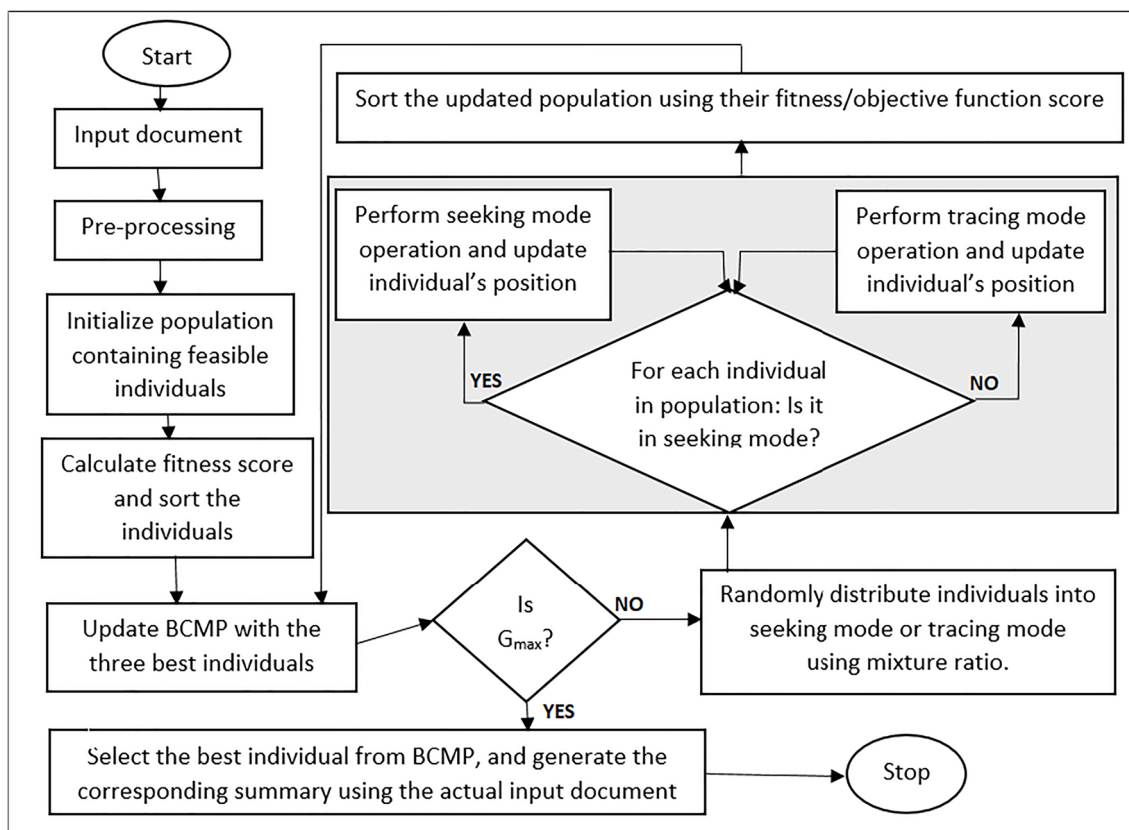 Start
Input document
Pre-processing
Initialize population
containing feasible
individuals
Calculate fitness score
and sort the
individuals
Update BCMP with the
three best individuals
Is
Gmax?
NO
YES
Randomly distribute individuals into
seeking mode or tracing mode
using mixture ratio.
For each individual
in population: Is it
in seeking mode?
YES
NO
Perform seeking mode
operation and update
individual’s position
Perform tracing mode
operation and update
individual’s position
Sort the updated population using their fitness/objective function score
Select the best individual from BCMP, and generate the
corresponding summary using the actual input document
Stop